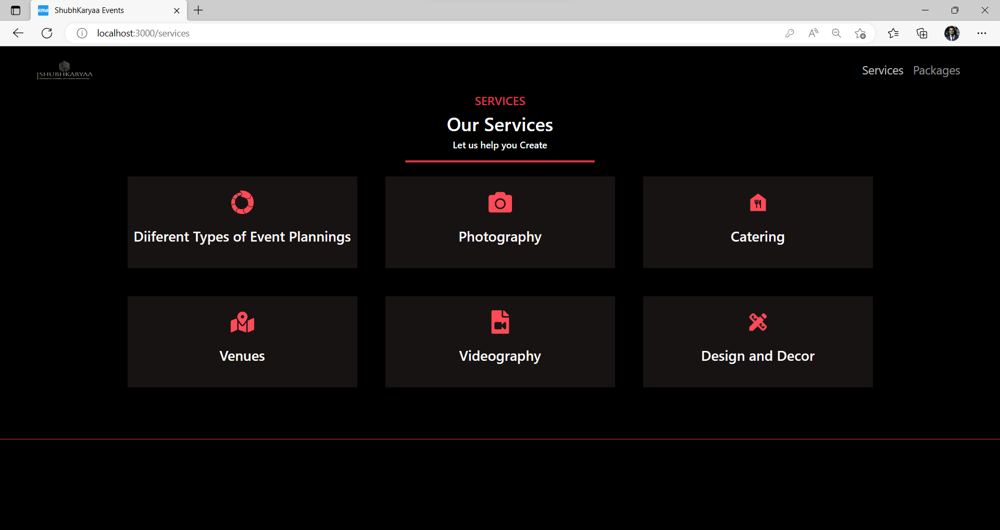 cms ShubhKaryaa Events
localhost:3000/services
SHUBHKARYAA
Services Packages
SERVICES
Our Services
Let us help you Create
Diiferent Types of Event Plannings
Photography
Catering
Venues
Videography
Design and Decor